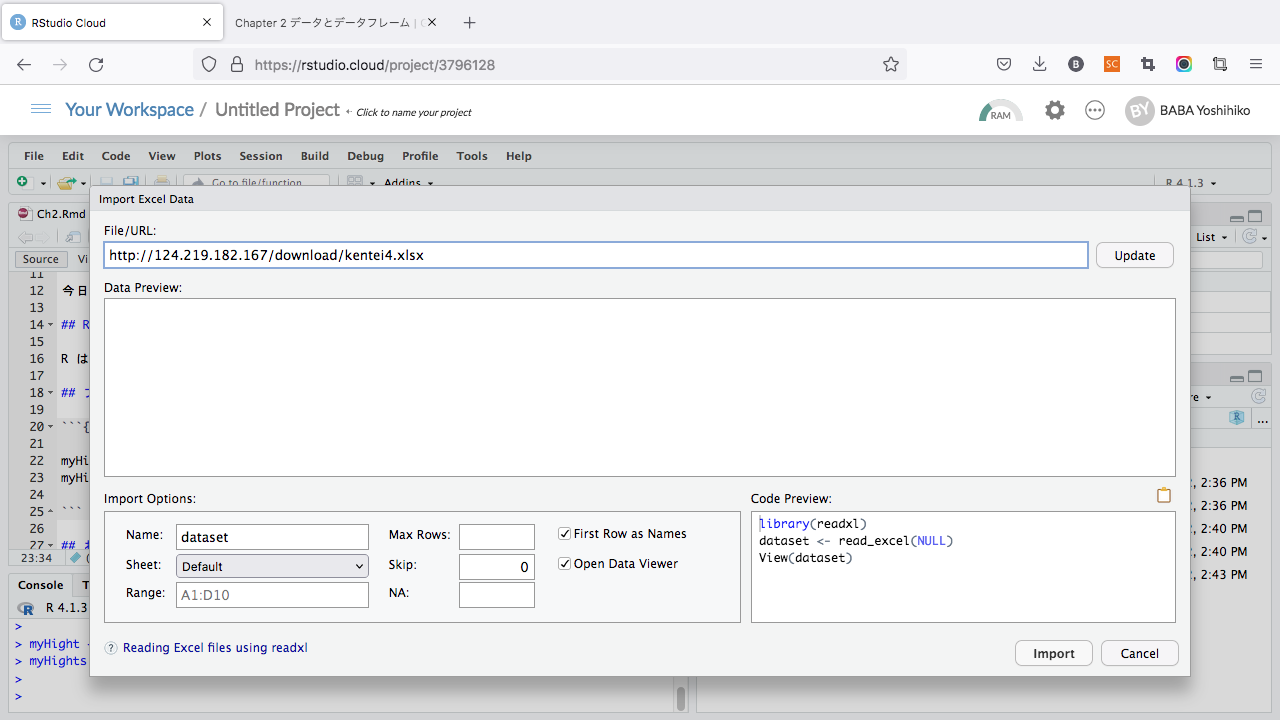 RStudio Cloud
Chapter 2 データとデータフレーム |
https://rstudio.cloud/project/3796128
Your Workspace / Untitled Project
Click to name your project
RAM
BY
BABA Yoshihiko
File Edit Code View Plots Session Build Debug Profile Tools Help
Go to file/function
Addins
R 4.1.3
Import Excel Data
Ch2.Rmd
List
File/URL:
http://124.219.182.167/download/kentei4.xlsx
Update
Source
Data Preview:
11
12 今日
13
14 ## R
15
16 R は
17
18 ##
19
20 ```{
21
22 myHi
23 myHi
24
25 ```
26
27 ##
23:34
2:36 PM
2:36 PM
2:40 PM
2:40 PM
2:43 PM
Import Options:
Name: dataset
Sheet: Default
Range: A1:D10
Max Rows:
Skip: 0
NA:
First Row as Names
Open Data Viewer
Code Preview:
library(readxl)
dataset <- read_excel(NULL)
View(dataset)
Reading Excel files using readxl
Import
Cancel
Console
R 4.1.3
>
> myHight
> myHights
>
>